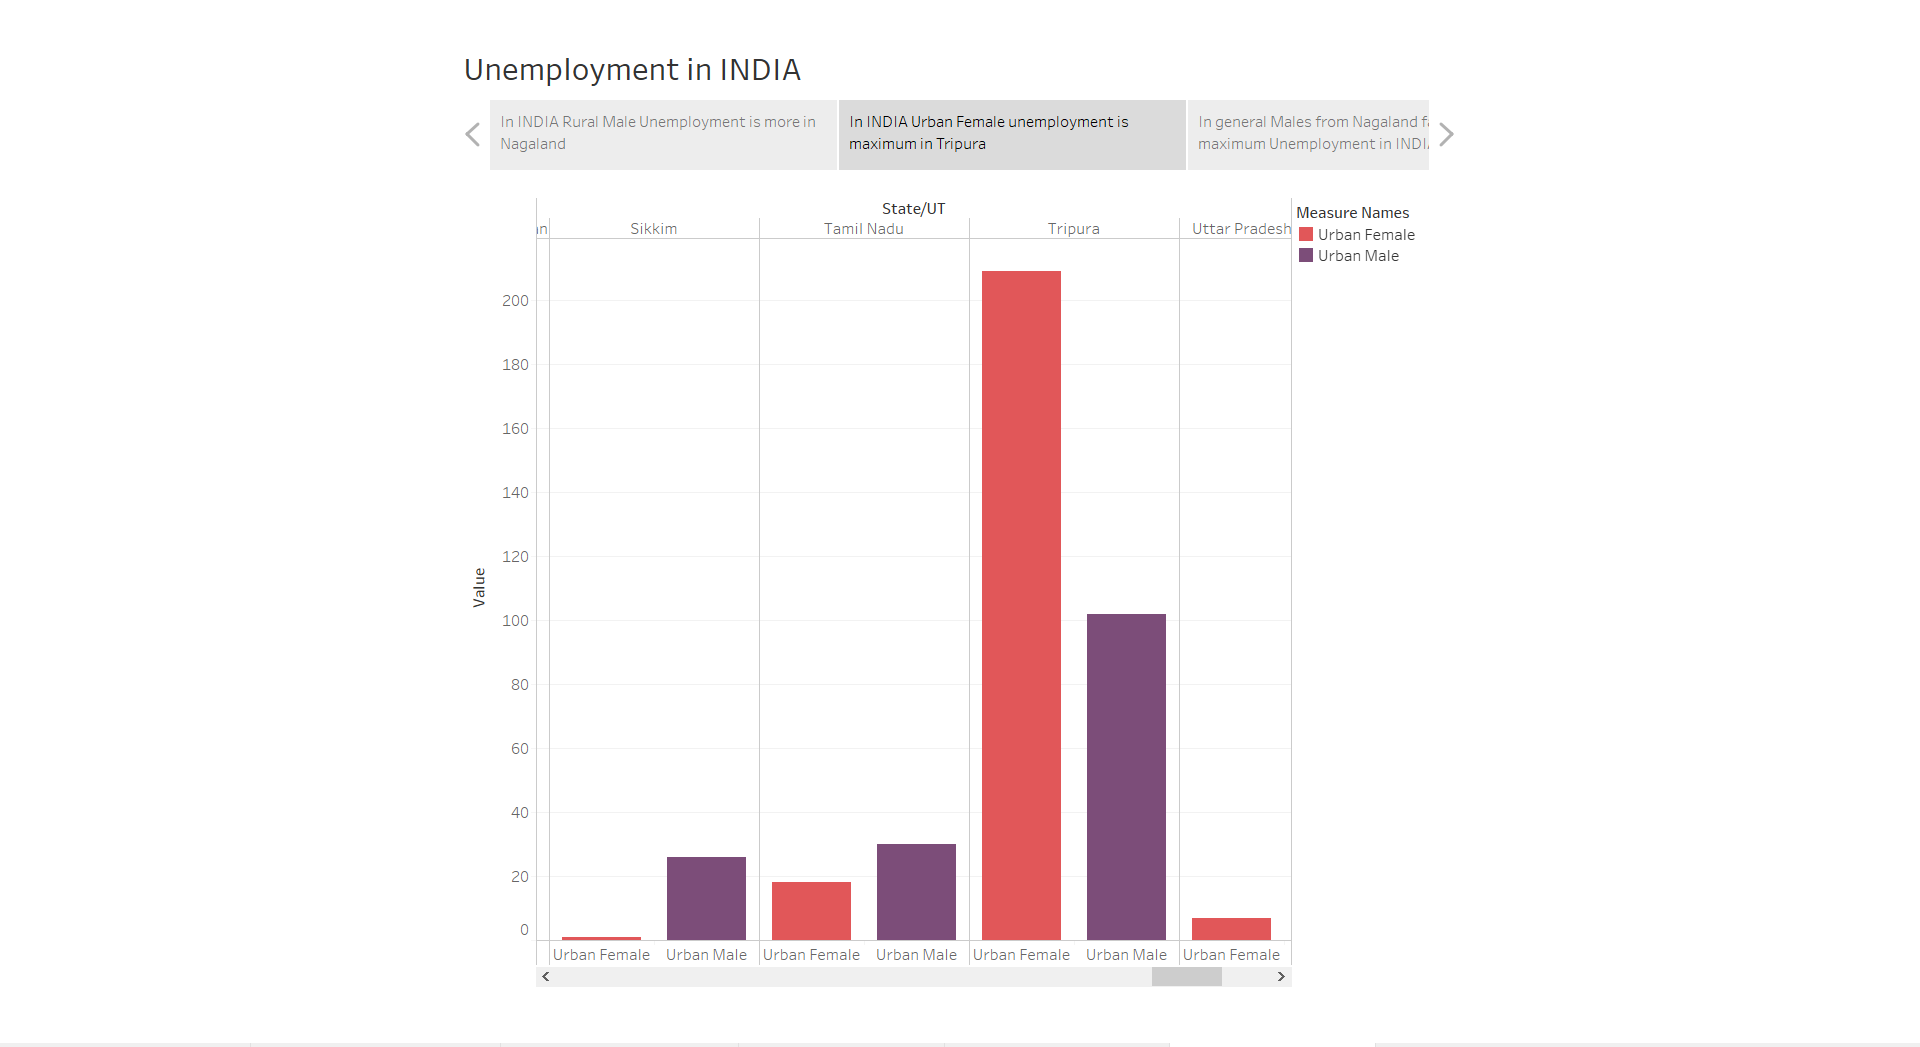 Unemployment in INDIA
In INDIA Rural Male Unemployment is more in
Nagaland
In INDIA Urban Female unemployment is
maximum in Tripura
In general Males from Nagaland f
maximum Unemployment in INDI
State/UT
Sikkim
Tamil Nadu
Tripura
Uttar Pradesh
Measure Names
Urban Female
Urban Male
Value
200
180
160
140
120
100
80
60
40
20
0
Urban Female
Urban Male
Urban Female
Urban Male
Urban Female
Urban Male
Urban Female